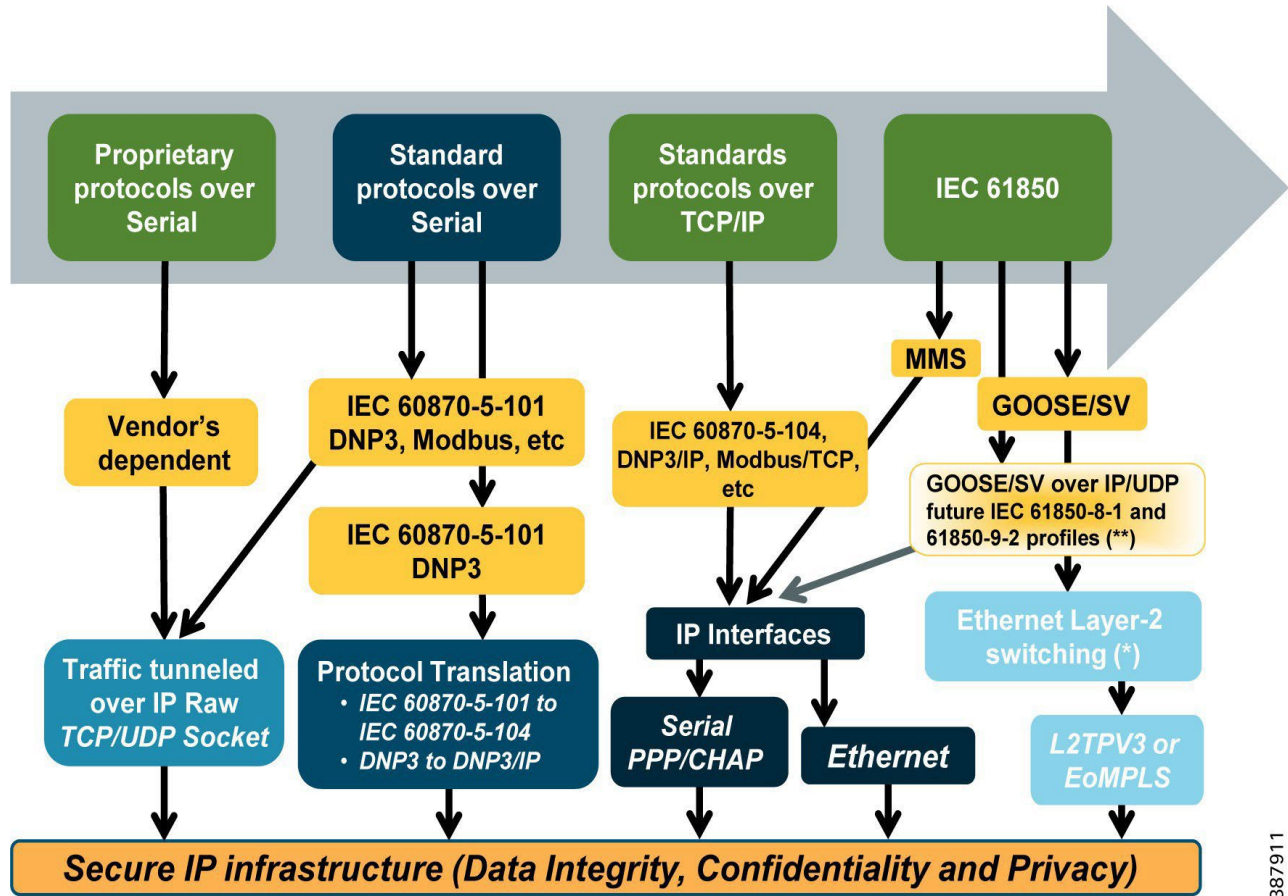 Proprietary
protocols over
Serial
Standard
protocols over
Serial
Standards
protocols over
TCP/IP
IEC 61850
MMS
Vendor's
dependent
IEC 60870-5-101
DNP3, Modbus, etc
IEC 60870-5-104,
DNP3/IP, Modbus/TCP,
etc
GOOSE/SV
GOOSE/SV over IP/UDP
future IEC 61850-8-1 and
61850-9-2 profiles (**)
IEC 60870-5-101
DNP3
IP Interfaces
Ethernet Layer-2
switching (*)
Traffic tunneled
over IP Raw
TCP/UDP Socket
Protocol Translation
• IEC 60870-5-101 to
IEC 60870-5-104
• DNP3 to DNP3/IP
Serial
PPP/CHAP
Ethernet
L2TPV3 or
EoMPLS
Secure IP infrastructure (Data Integrity, Confidentiality and Privacy)
387911